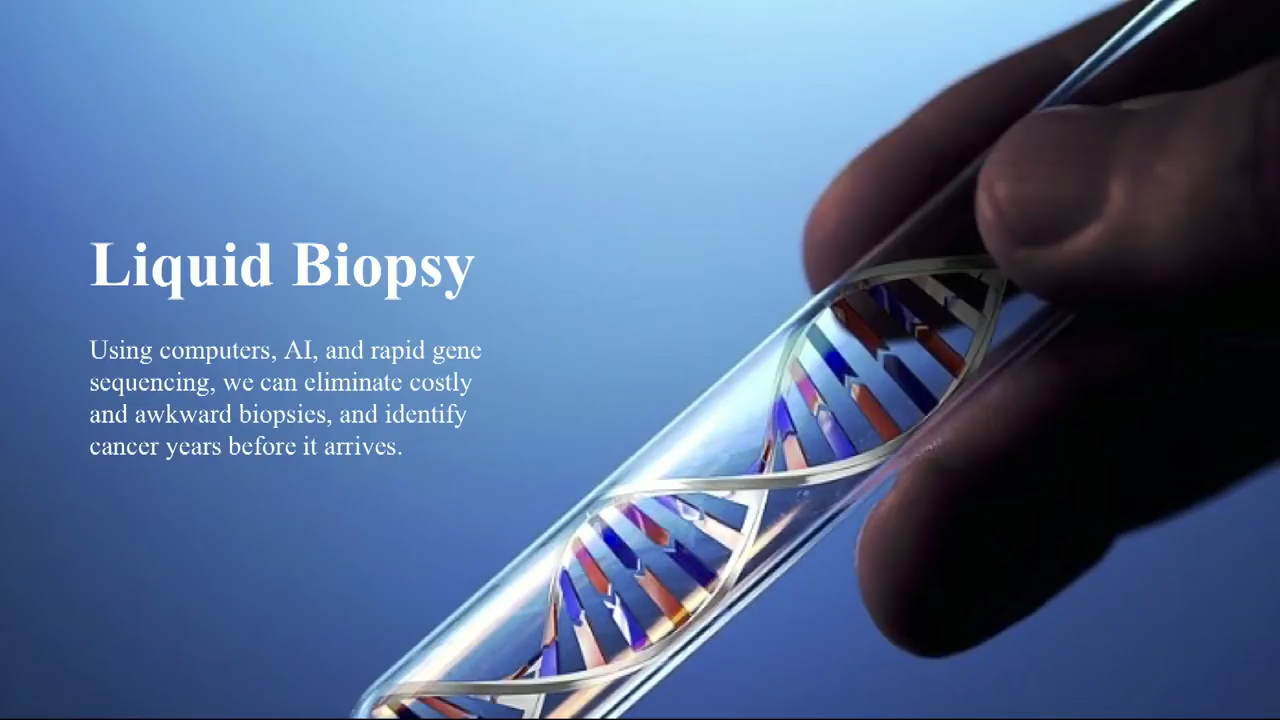 Liquid Biopsy
Using computers, AI, and rapid gene
sequencing, we can eliminate costly
and awkward biopsies, and identify
cancer years before it arrives.